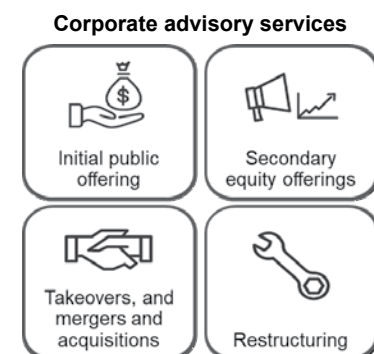 Corporate advisory services
$
Initial public
offering
Secondary
equity offerings
Takeovers, and
mergers and
acquisitions
Restructuring